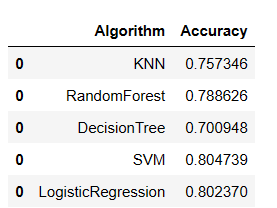 Algorithm Accuracy
0 KNN 0.757346
0 RandomForest 0.788626
0 DecisionTree 0.700948
0 SVM 0.804739
0 LogisticRegression 0.802370